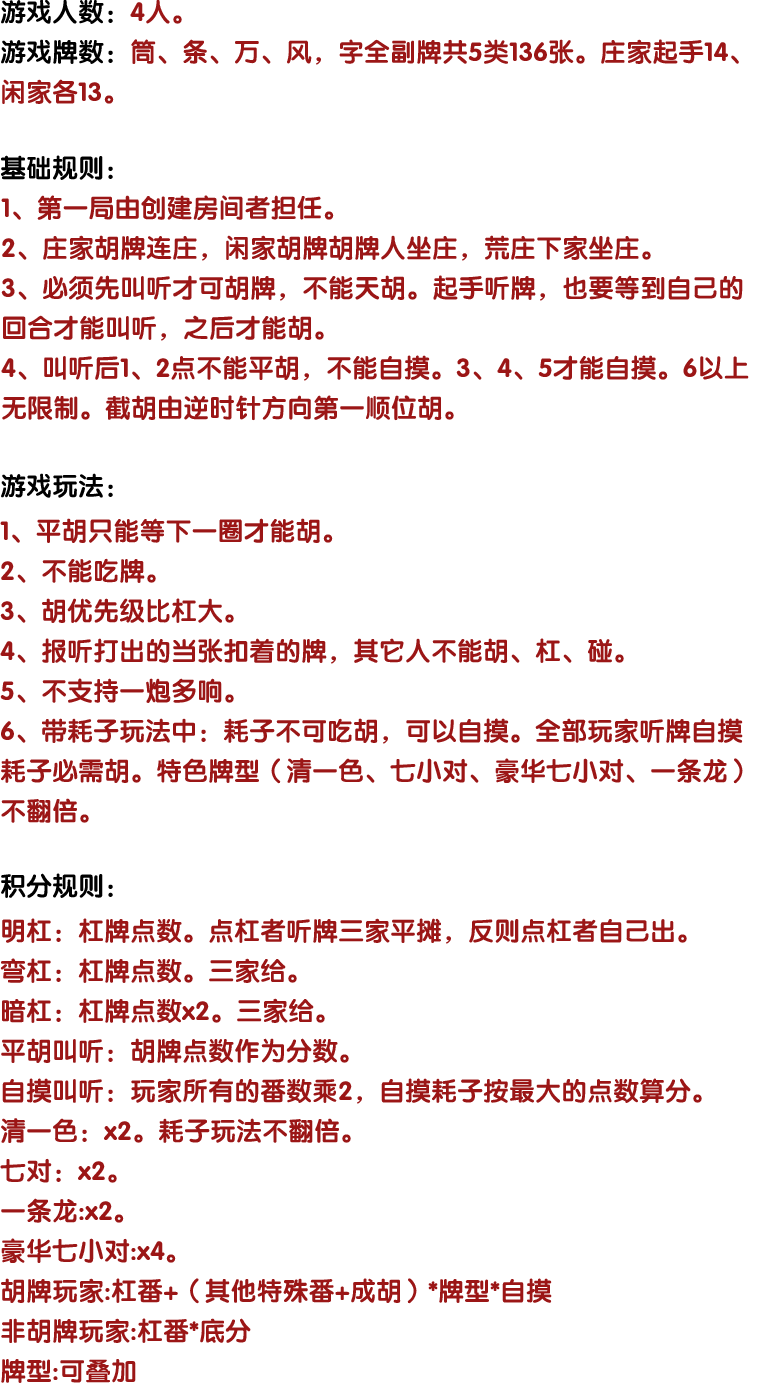 游戏人数：4人。
游戏牌数：筒、条、万、风，字全副牌共5类136张。庄家起手14、
闲家各13。
基础规则：
1、第一局由创建房间者担任。
2、庄家胡牌连庄，闲家胡牌胡牌人坐庄，荒庄下家坐庄。
3、必须先叫听才可胡牌，不能天胡。起手听牌，也要等到自己的
回合才能叫听，之后才能胡。
4、叫听后1、2点不能平胡，不能自摸。3、4、5才能自摸。6以上
无限制。截胡由逆时针方向第一顺位胡。
游戏玩法：
1、平胡只能等下一圈才能胡。
2、不能吃牌。
3、胡优先级比杠大。
4、报听打出的当张扣着的牌，其它人不能胡、杠、碰。
5、不支持一炮多响。
6、带耗子玩法中：耗子不可吃胡，可以自摸。全部玩家听牌自摸
耗子必需胡。特色牌型（清一色、七小对、豪华七小对、一条龙）
不翻倍。
积分规则：
明杠：杠牌点数。点杠者听牌三家平摊，反则点杠者自己出。
弯杠：杠牌点数。三家给。
暗杠：杠牌点数x2。三家给。
平胡叫听：胡牌点数作为分数。
自摸叫听：玩家所有的番数乘2，自摸耗子按最大的点数算分。
清一色：x2。耗子玩法不翻倍。
七对：x2。
一条龙:x2。
豪华七小对:x4。
胡牌玩家:杠番+（其他特殊番+成胡）*牌型*自摸
非胡牌玩家:杠番*底分
牌型:可叠加